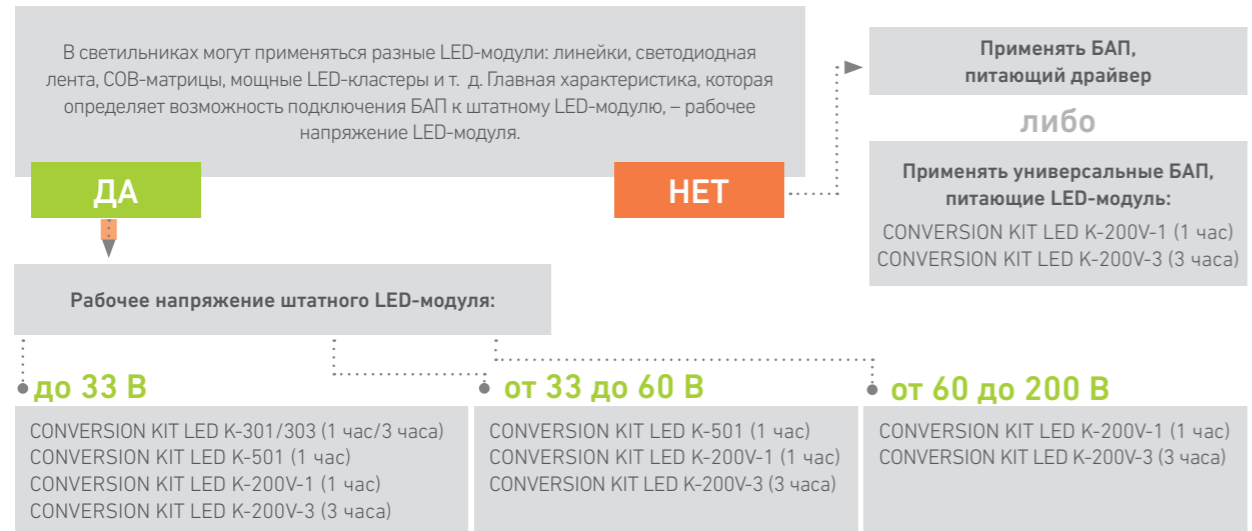 В светильниках могут применяться разные LED-модули: линейки, светодиодная
лента, COB-матрицы, мощные LED-кластеры и т. д. Главная характеристика, которая
определяет возможность подключения БАП к штатному LED-модулю, – рабочее
напряжение LED-модуля.
ДА
НЕТ
Применять БАП,
питающий драйвер
либо
Применять универсальные БАП,
питающие LED-модуль:
CONVERSION KIT LED K-200V-1 (1 час)
CONVERSION KIT LED K-200V-3 (3 часа)
Рабочее напряжение штатного LED-модуля:
до 33 В
CONVERSION KIT LED K-301/303 (1 час/3 часа)
CONVERSION KIT LED K-501 (1 час)
CONVERSION KIT LED K-200V-1 (1 час)
CONVERSION KIT LED K-200V-3 (3 часа)
от 33 до 60 В
CONVERSION KIT LED K-501 (1 час)
CONVERSION KIT LED K-200V-1 (1 час)
CONVERSION KIT LED K-200V-3 (3 часа)
от 60 до 200 В
CONVERSION KIT LED K-200V-1 (1 час)
CONVERSION KIT LED K-200V-3 (3 часа)